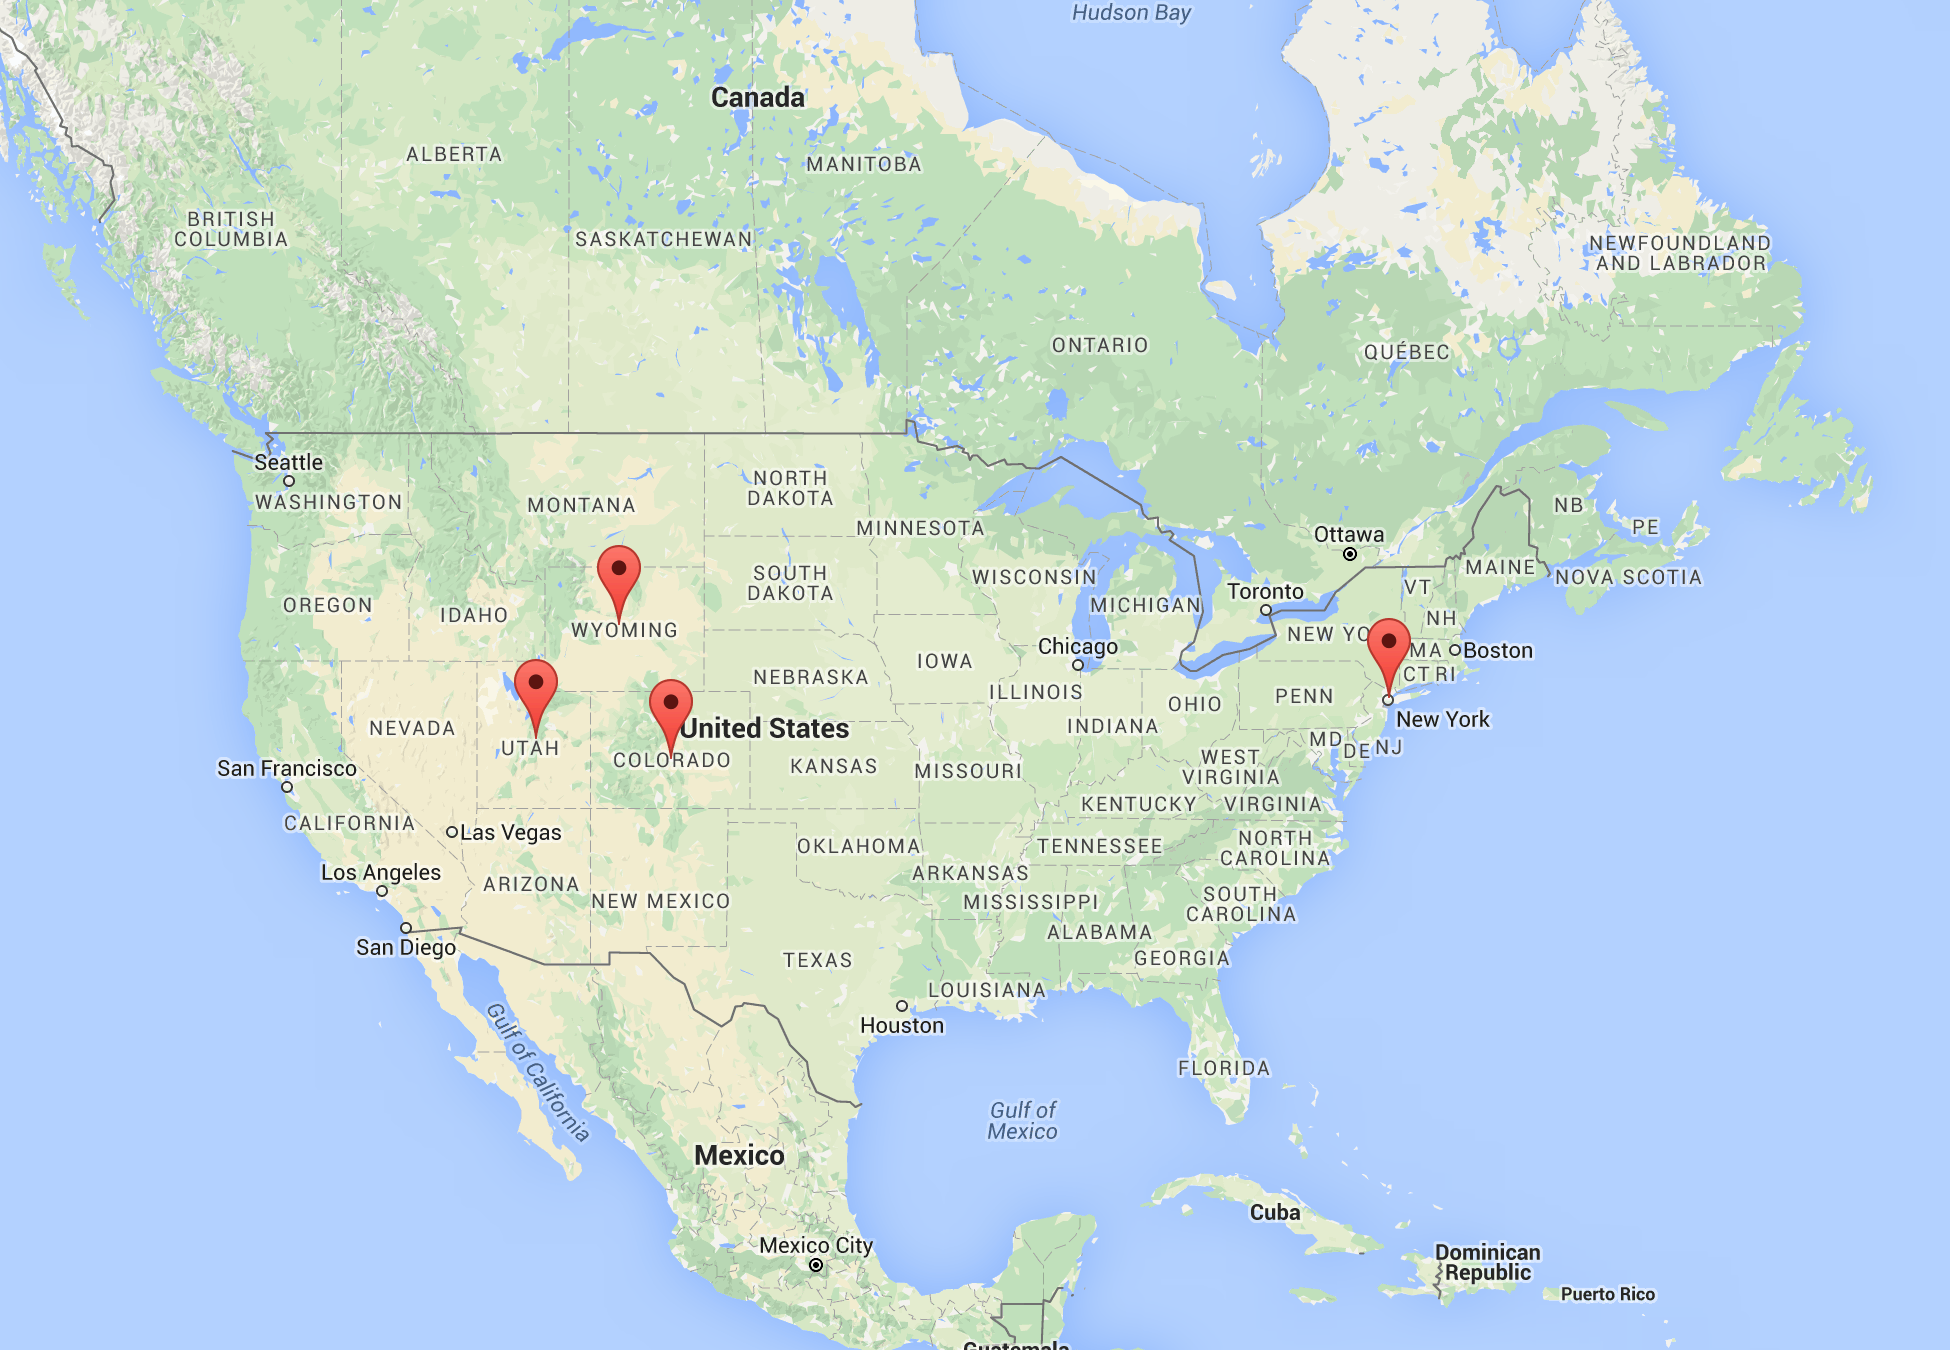 Hudson Bay
Canada
ALBERTA
MANITOBA
BRITISH
COLUMBIA
SASKATCHEWAN
NEWFOUNDLAND
AND LABRADOR
ONTARIO
QUÉBEC
Seattle
WASHINGTON
MONTANA
NORTH
DAKOTA
MINNESOTA
NB
PE
Ottawa
MAINE
NOVA SCOTIA
OREGON
IDAHO
WYOMING
SOUTH
DAKOTA
WISCONSIN
MICHIGAN
Toronto
VT
NH
NEW YO
MA
Boston
CT RI
Chicago
IOWA
NEBRASKA
ILLINOIS
INDIANA
OHIO
PENN
New York
MD
DE
NJ
NEVADA
UTAH
United States
COLORADO
KANSAS
MISSOURI
WEST
VIRGINIA
KENTUCKY
VIRGINIA
San Francisco
CALIFORNIA
Las Vegas
Los Angeles
San Diego
ARIZONA
NEW MEXICO
OKLAHOMA
ARKANSAS
TENNESSEE
NORTH
CAROLINA
SOUTH
CAROLINA
MISSISSIPPI
ALABAMA
GEORGIA
TEXAS
LOUISIANA
Houston
FLORIDA
Gulf of California
Gulf of
Mexico
Mexico
Mexico City
Cuba
Dominican
Republic
Puerto Rico
Guatemala